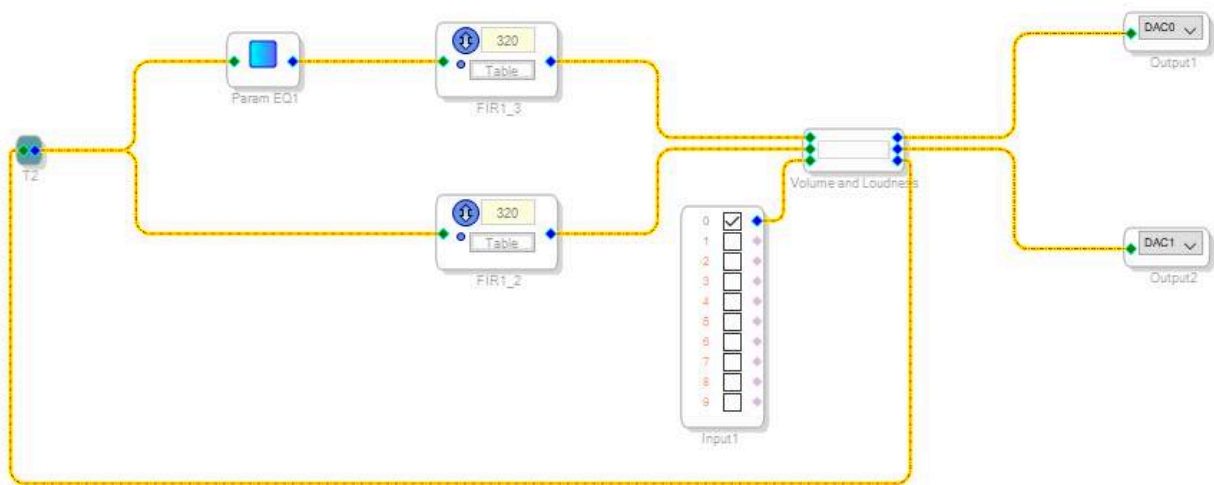 DAC0
Output1
320
Table
FIR1_3
Param EQ1
T2
Volume and Loudness
320
Table
FIR1_2
0
1
2
3
4
5
6
7
8
9
Input1
DAC1
Output2